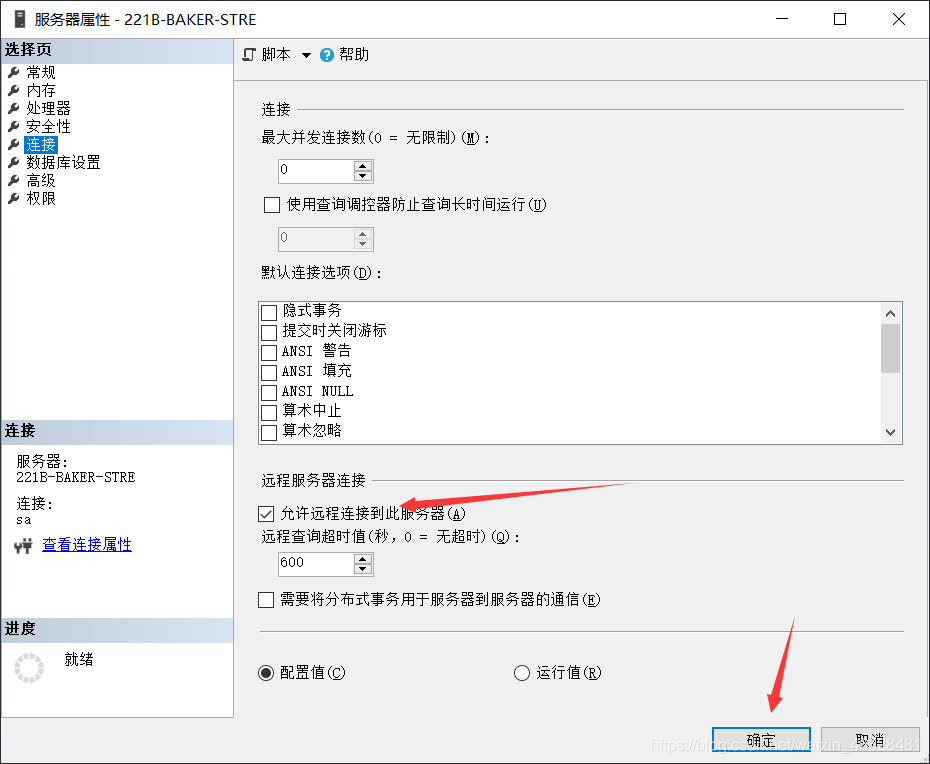 服务器属性 - 221B-BAKER-STRE
选择页
常规
内存
处理器
安全性
连接
数据库设置
高级
权限
连接
服务器:
221B-BAKER-STRE
连接:
sa
查看连接属性
进度
就绪
脚本 帮助
连接
最大并发连接数(0 = 无限制)(M):
0
使用查询调控器防止查询长时间运行(U)
0
默认连接选项(D):
隐式事务
提交时关闭游标
ANSI 警告
ANSI 填充
ANSI NULL
算术中止
算术忽略
远程服务器连接
允许远程连接到此服务器(A)
远程查询超时值(秒，0 = 无超时)(Q):
600
需要将分布式事务用于服务器到服务器的通信(E)
配置值(C) 运行值(R)
确定 取消